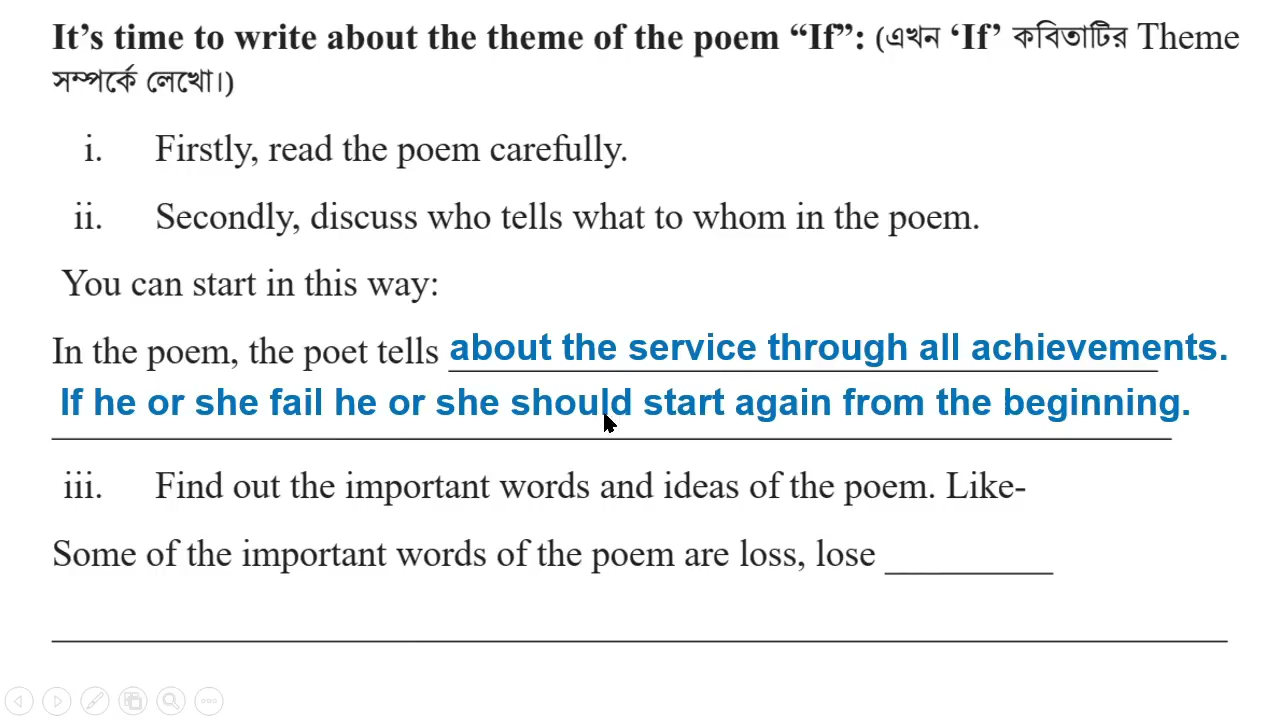 It’s time to write about the theme of the poem “If”: (এখন ‘If’ কবিতাটির Theme
সম্পর্কে লেখো।)
i. Firstly, read the poem carefully.
ii. Secondly, discuss who tells what to whom in the poem.
You can start in this way:
In the poem, the poet tells about the service through all achievements.
If he or she fail he or she should start again from the beginning.
iii. Find out the important words and ideas of the poem. Like-
Some of the important words of the poem are loss, lose __________